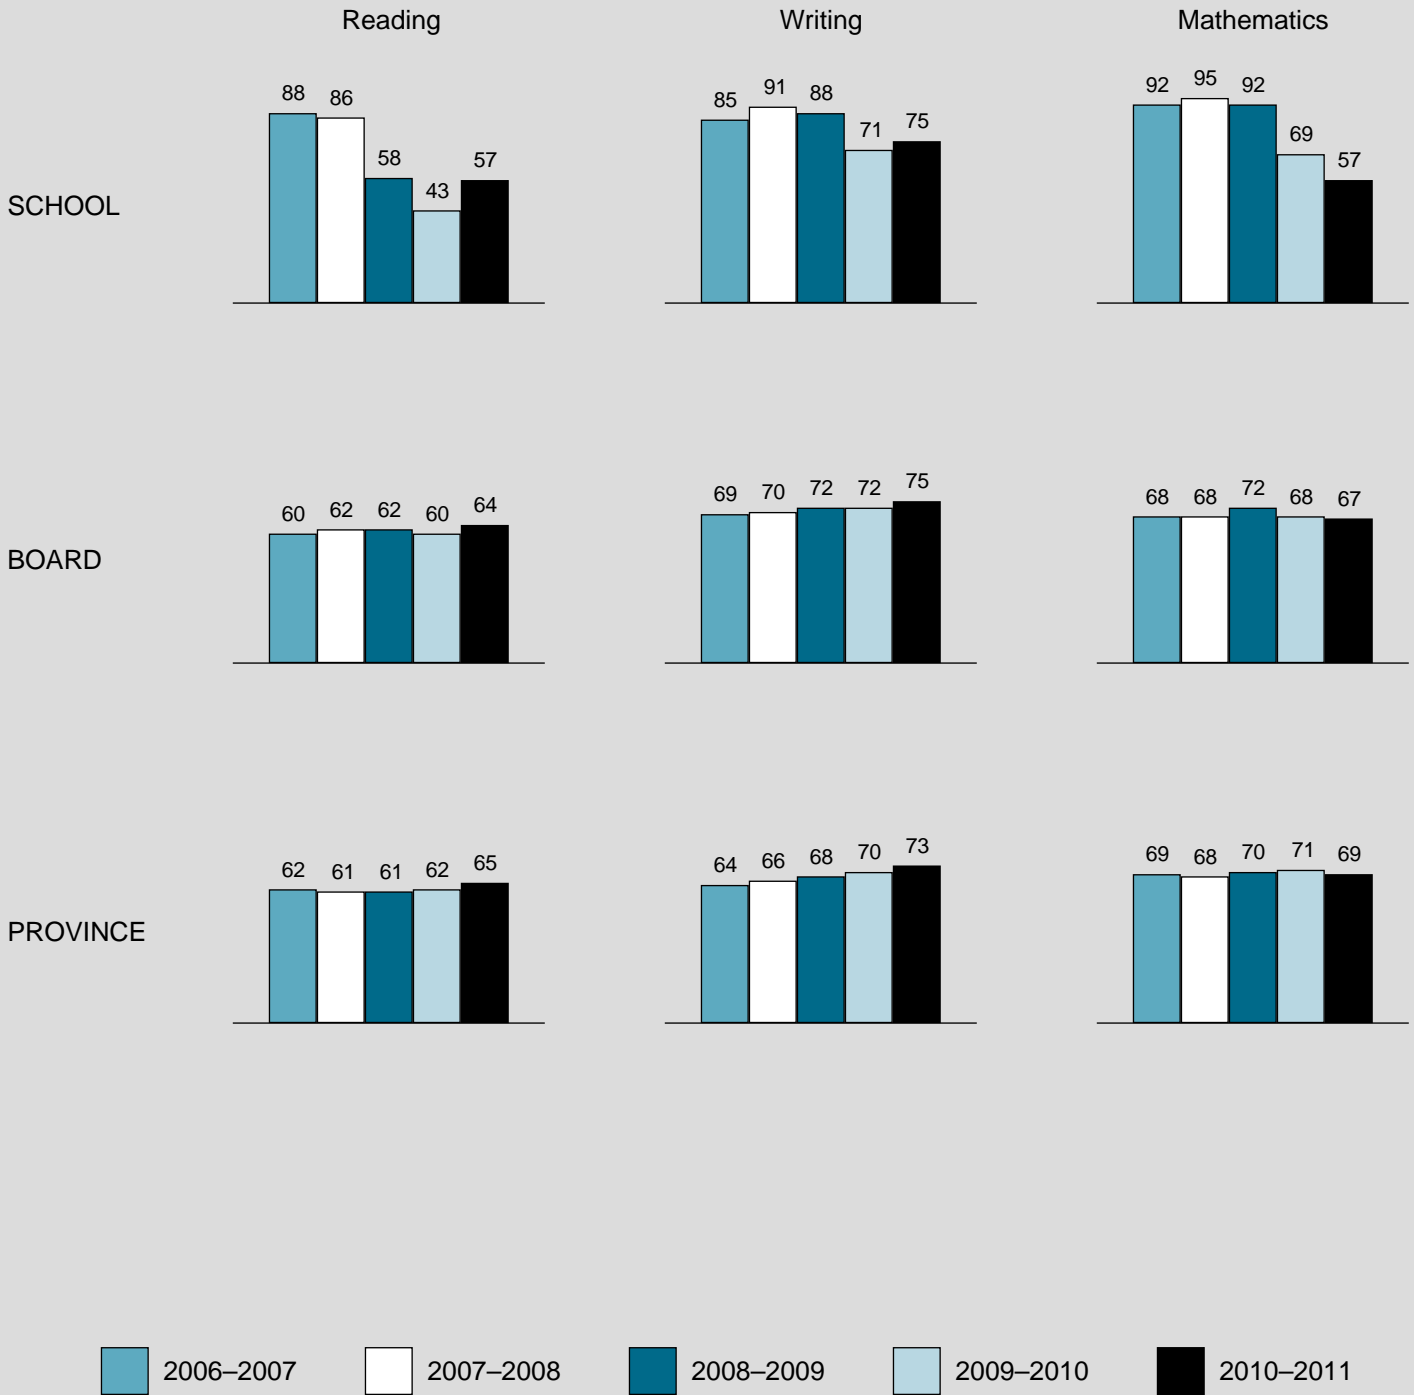 Reading Writing Mathematics
88 86 58 43 57
85 91 88 71 75
92 95 92 69 57
SCHOOL
60 62 62 60 64
69 70 72 72 75
68 68 72 68 67
BOARD
62 61 61 62 65
64 66 68 70 73
69 68 70 71 69
PROVINCE
2006–2007 2007–2008 2008–2009 2009–2010 2010–2011